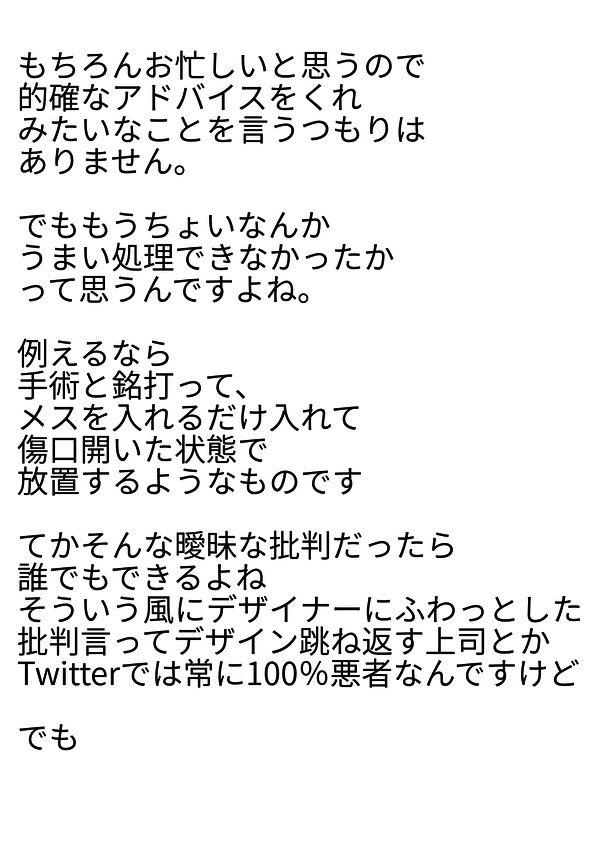 もちろんお忙しいと思うので
的確なアドバイスをくれ
みたいなことを言うつもりは
ありません。
でももうちょいなんか
うまい処理できなかったか
って思うんですよね。
例えるなら
手術と銘打って、
メスを入れるだけ入れて
傷口開いた状態で
放置するようなものです
てかそんな曖昧な批判だったら
誰でもできるよね
そういう風にデザイナーにふわっとした
批判言ってデザイン跳ね返す上司とか
Twitterでは常に100%悪者なんですけど
でも